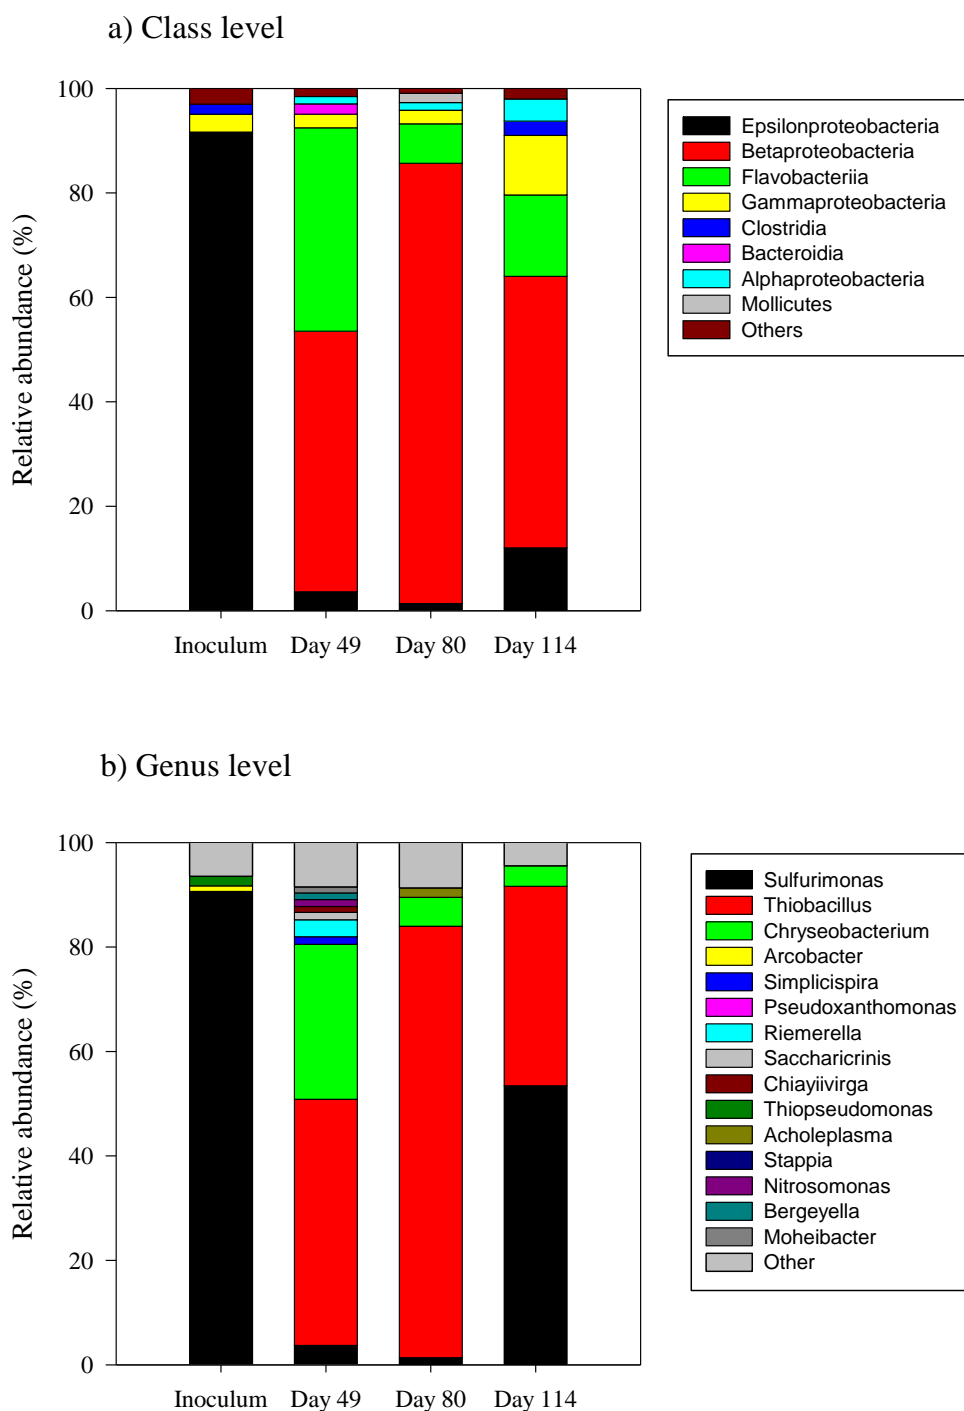 a) Class level
100
80
60
40
20
0
Relative abundance (%)
Inoculum Day 49 Day 80 Day 114
Epsilonproteobacteria
Betaproteobacteria
Flavobacteriia
Gammaproteobacteria
Clostridia
Bacteroidia
Alphaproteobacteria
Mollicutes
Others
b) Genus level
100
80
60
40
20
0
Relative abundance (%)
Inoculum Day 49 Day 80 Day 114
Sulfurimonas
Thiobacillus
Chryseobacterium
Arcobacter
Simplicispira
Pseudoxanthomonas
Riemerella
Saccharicrinis
Chiayiivirga
Thiopseudomonas
Acholeplasma
Stappia
Nitrosomonas
Bergeyella
Moheibacter
Other